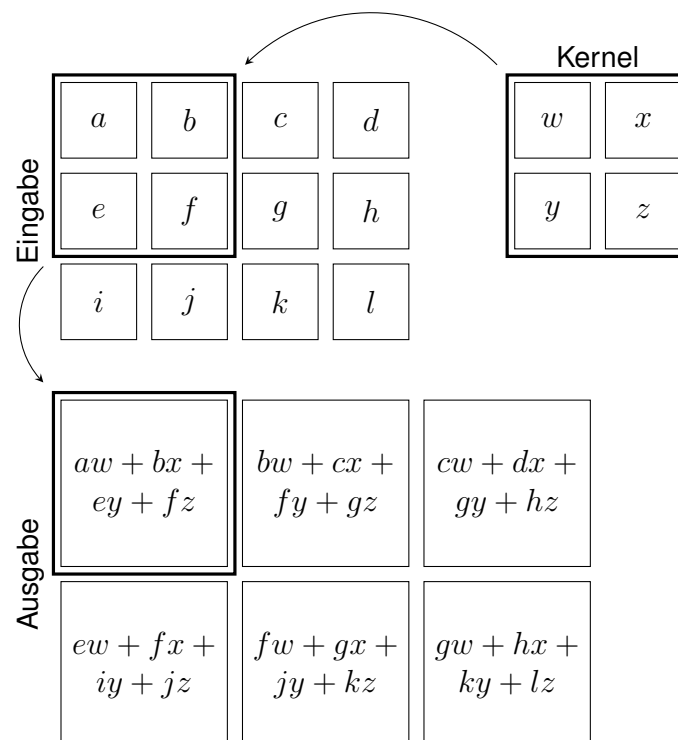 Kernel
a b c d
w x
Eingabe
e f g h
y z
i j k l
Ausgabe
aw + bx +
ey + fz
bw + cx +
fy + gz
cw + dx +
gy + hz
ew + fx +
iy + jz
fw + gx +
jy + kz
gw + hx +
ky + lz